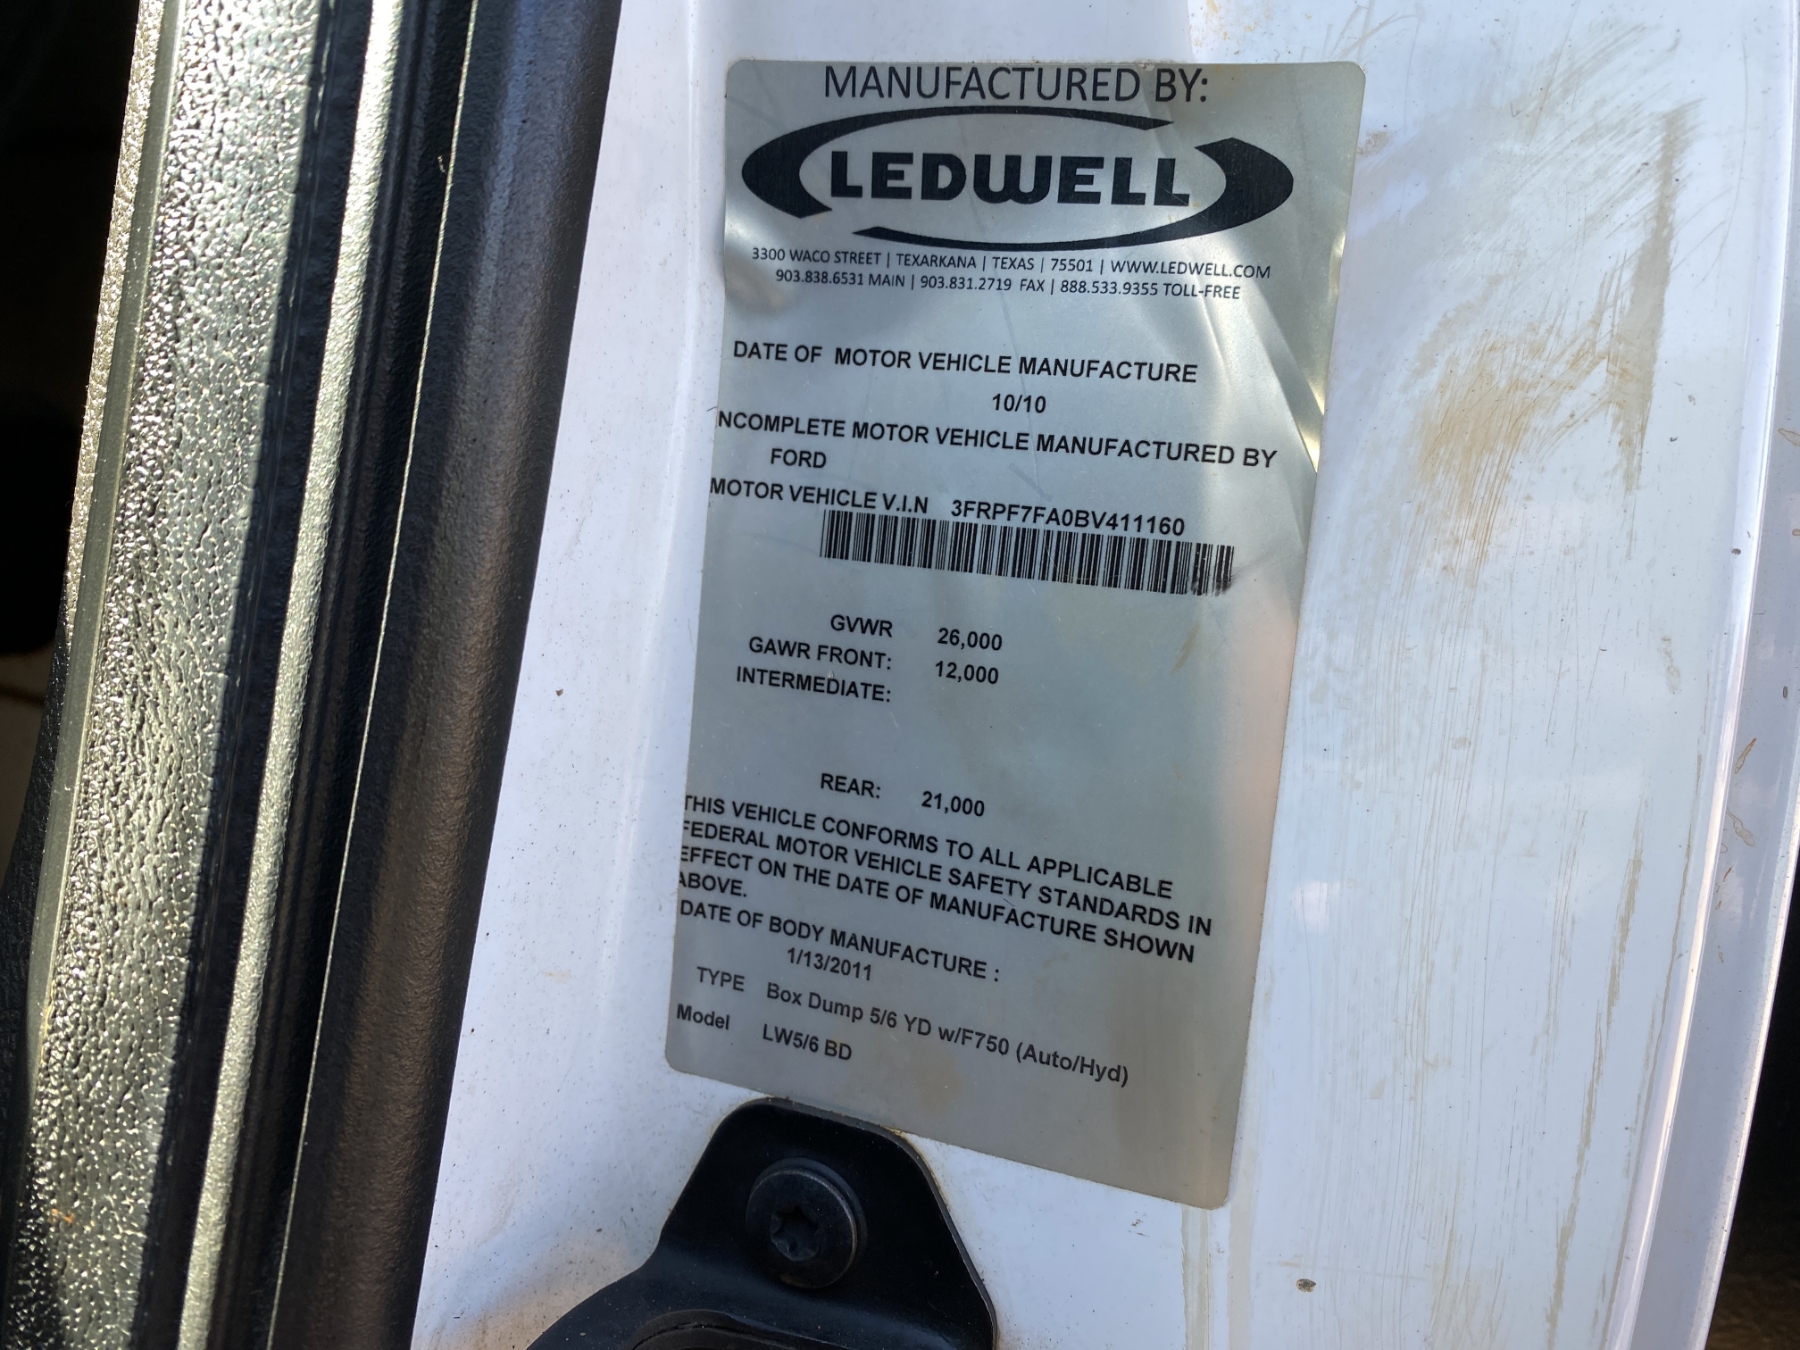 MANUFACTURED BY:
LEDWELL
3300 WACO STREET | TEXARKANA | TEXAS | 75501 | WWW.LEDWELL.COM
903.838.6531 MAIN | 903.831.2719 FAX | 888.533.9355 TOLL-FREE
DATE OF MOTOR VEHICLE MANUFACTURE
10/10
NCOMPLETE MOTOR VEHICLE MANUFACTURED BY
FORD
MOTOR VEHICLE V.I.N 3FRPF7FA0BV411160
GVWR 26,000
GAWR FRONT: 12,000
INTERMEDIATE:
REAR: 21,000
THIS VEHICLE CONFORMS TO ALL APPLICABLE
FEDERAL MOTOR VEHICLE SAFETY STANDARDS IN
EFFECT ON THE DATE OF MANUFACTURE SHOWN
ABOVE.
DATE OF BODY MANUFACTURE :
1/13/2011
TYPE Box Dump 5/6 YD w/F750 (Auto/Hyd)
Model LW5/6 BD